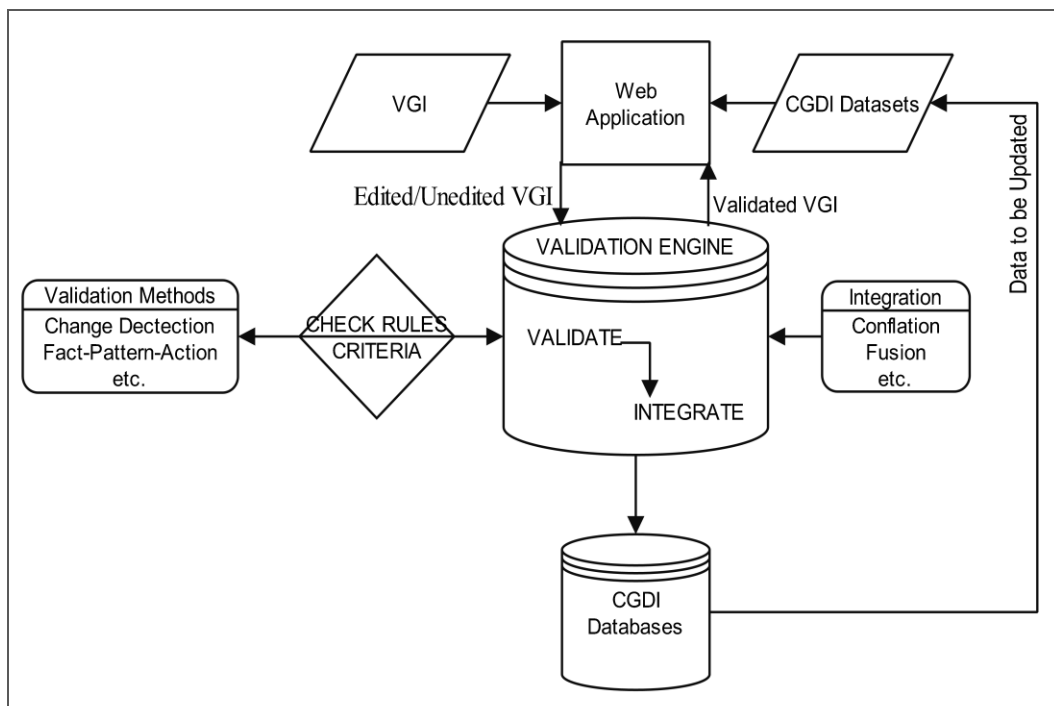 VGI
Web
Application
CGDI Datasets
Edited/Unedited VGI
Validated VGI
Data to be Updated
VALIDATION ENGINE
Validation Methods
Change Dectection
Fact-Pattern-Action
etc.
CHECK RULES
CRITERIA
VALIDATE
INTEGRATE
Integration
Conflation
Fusion
etc.
CGDI
Databases